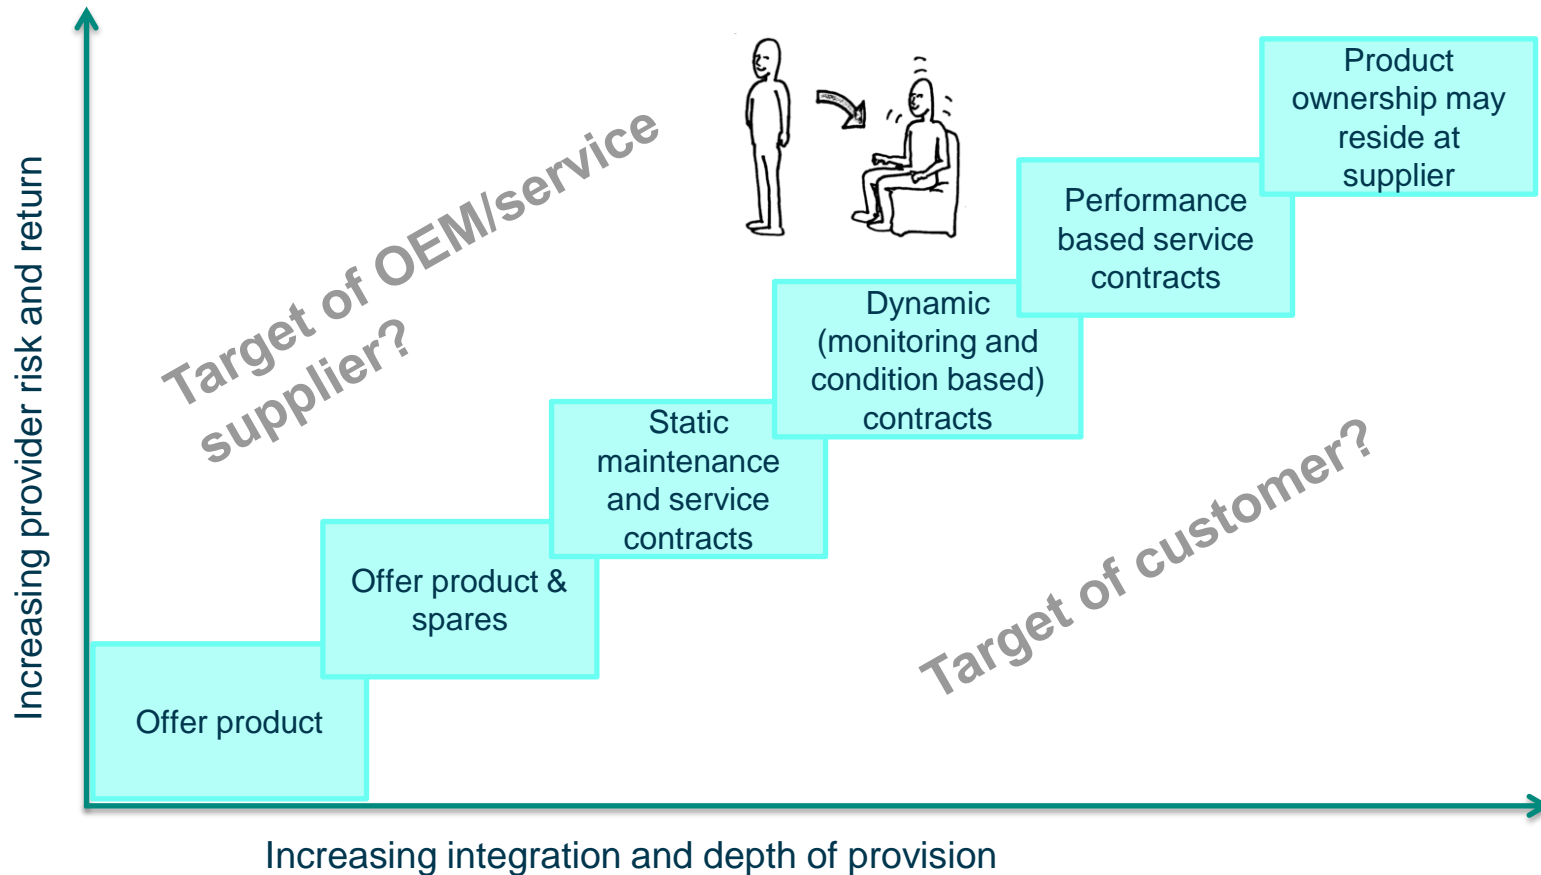 Increasing provider risk and return
Target of OEM/service
supplier?
Product
ownership may
reside at
supplier
Performance
based service
contracts
Dynamic
(monitoring and
condition based)
contracts
Static
maintenance
and service
contracts
Offer product &
spares
Offer product
Target of customer?
Increasing integration and depth of provision